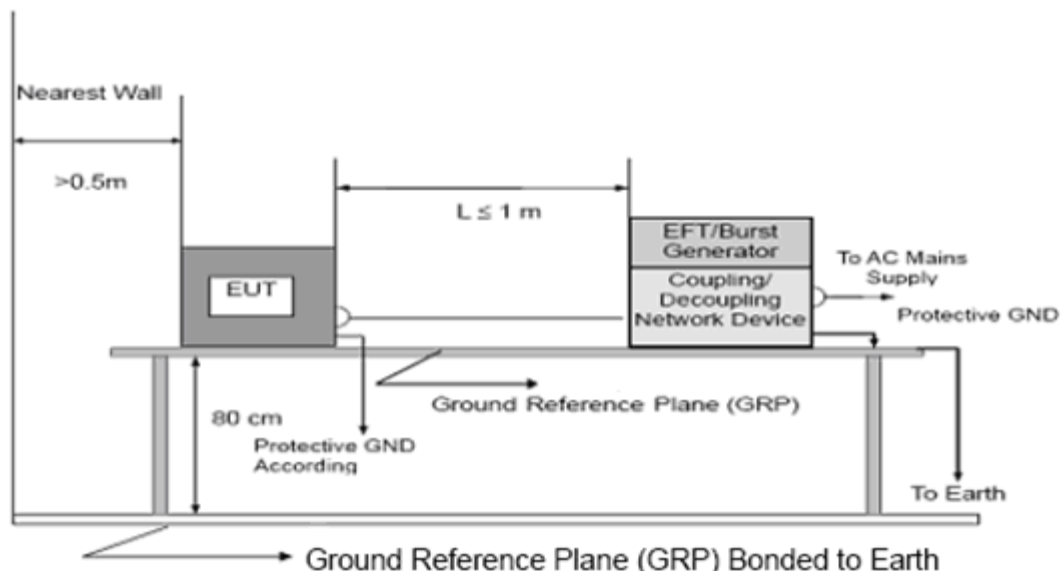 Nearest Wall
>0.5m
L ≤ 1 m
EFT/Burst
Generator
To AC Mains
Supply
EUT
Coupling/
Decoupling
Network Device
Protective GND
Ground Reference Plane (GRP)
80 cm
Protective GND
According
To Earth
Ground Reference Plane (GRP) Bonded to Earth